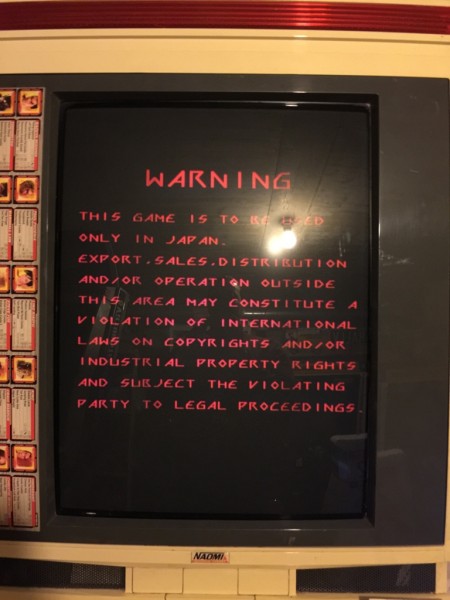 WARNING
THIS GAME IS TO BE USED
ONLY IN JAPAN.
EXPORT.SALES.DISTRIBUTION
AND/OR OPERATION OUTSIDE
THIS AREA MAY CONSTITUTE A
VIOLATION OF INTERNATIONAL
LAWS ON COPYRIGHTS AND/OR
INDUSTRIAL PROPERTY RIGHTS
AND SUBJECT THE VIOLATING
PARTY TO LEGAL PROCEEDINGS
NAOMI